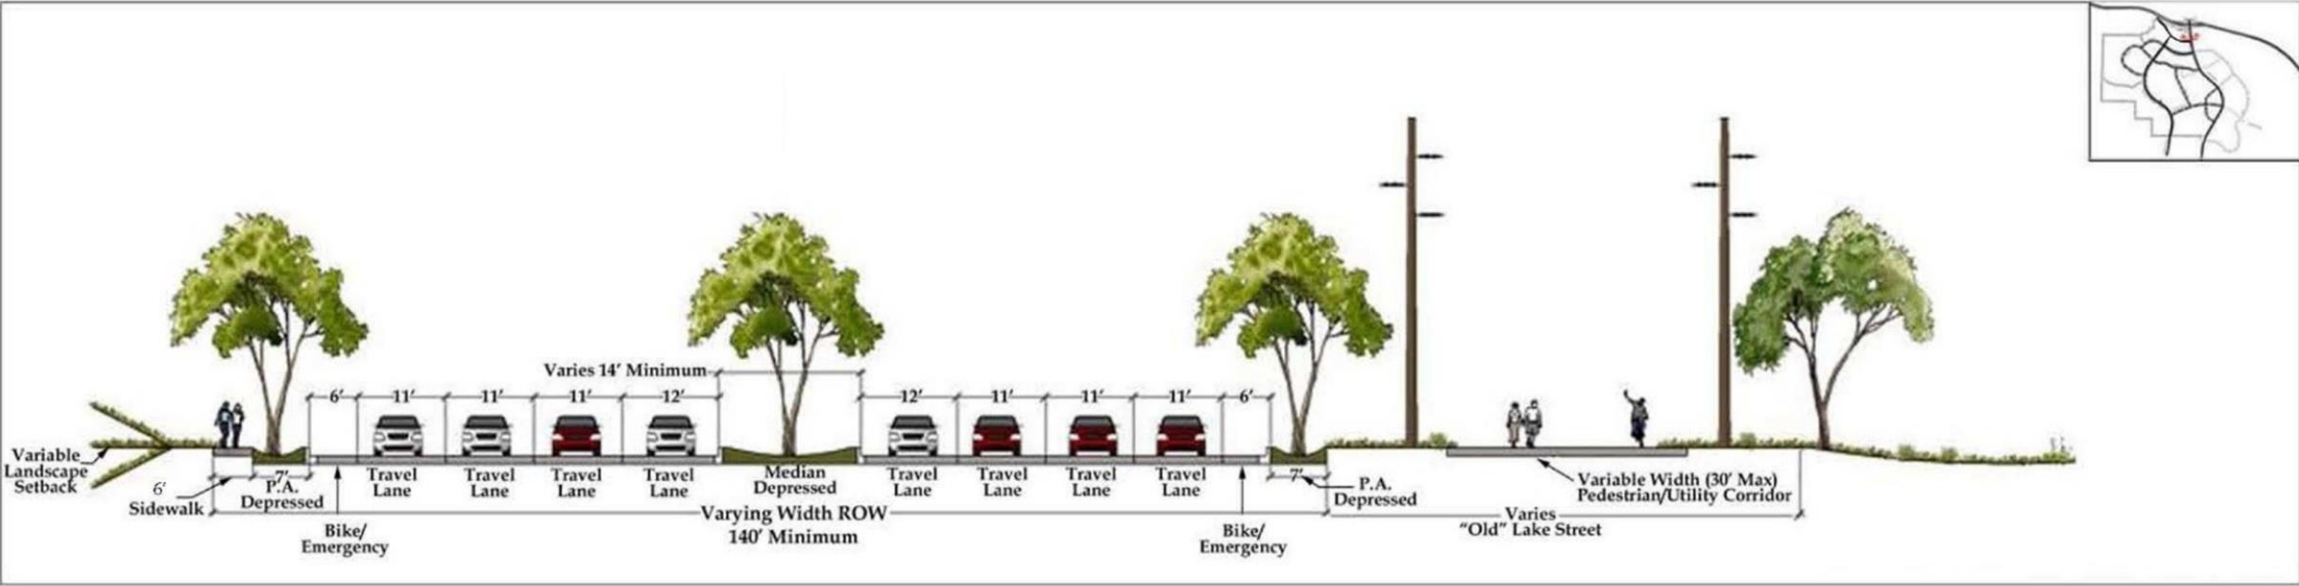 Varies 14' Minimum
6' 11' 11' 11' 12' 12' 11' 11' 11' 6'
Variable
Landscape
Setback
6'
Sidewalk
7'
P.A.
Depressed
Bike/
Emergency
Travel
Lane
Travel
Lane
Travel
Lane
Travel
Lane
Median
Depressed
Travel
Lane
Travel
Lane
Travel
Lane
Travel
Lane
Bike/
Emergency
7'
P.A.
Depressed
Varying Width ROW
140' Minimum
Variable Width (30' Max)
Pedestrian/Utility Corridor
Varies
"Old" Lake Street